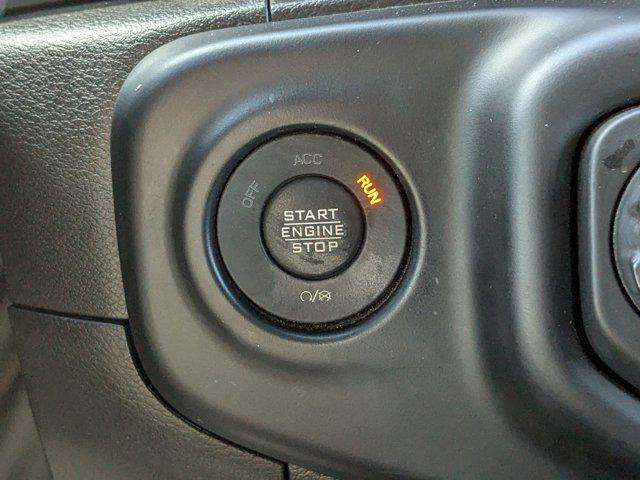 ACC
OFF
RUN
START
ENGINE
STOP